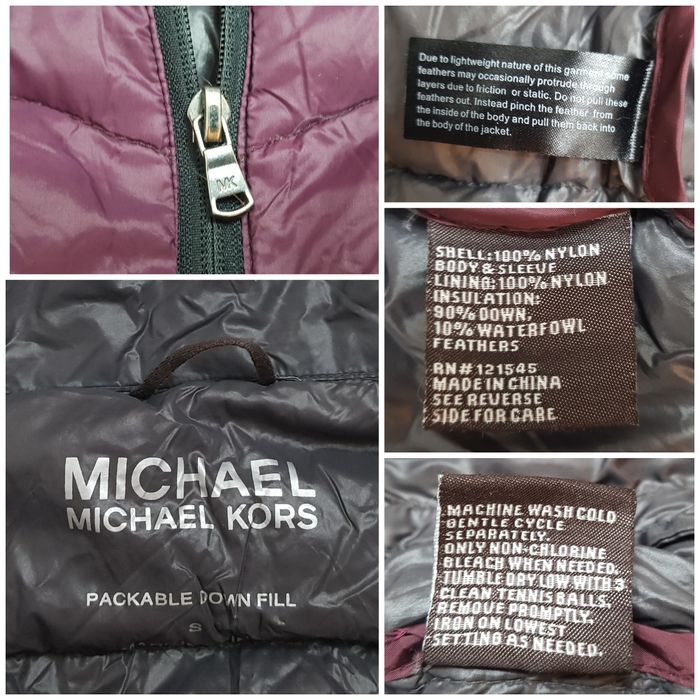 MK
Due to lightweight nature of this garment some
feathers may occasionally protrude through
layers due to friction or static. Do not pull these
feathers out. Instead pinch the feather from
the inside of the body and pull them back into
the body of the jacket.
SHELL:100% NYLON
BODY & SLEEVE
LINING:100% NYLON
INSULATION:
90% DOWN,
10% WATERFOWL
FEATHERS
RN#121545
MADE IN CHINA
SEE REVERSE
SIDE FOR CARE
MICHAEL
MICHAEL KORS
PACKABLE DOWN FILL
S
MACHINE WASH COLD
GENTLE CYCLE
SEPARATELY.
ONLY NON-CHLORINE
BLEACH WHEN NEEDED.
TUMBLE DRY LOW WITH 3
CLEAN TENNIS BALLS.
REMOVE PROMPTLY.
IRON ON LOWEST
SETTING AS NEEDED.